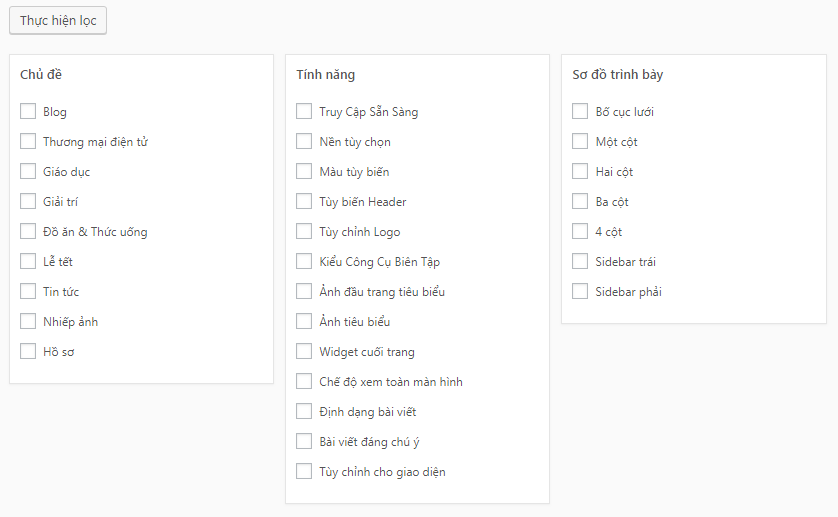 Thực hiện lọc
Chủ đề
Blog
Thương mại điện tử
Giáo dục
Giải trí
Đồ ăn & Thức uống
Lễ tết
Tin tức
Nhiếp ảnh
Hồ sơ
Tính năng
Truy Cập Sẵn Sàng
Nền tùy chọn
Màu tùy biến
Tùy biến Header
Tùy chỉnh Logo
Kiểu Công Cụ Biên Tập
Ảnh đầu trang tiêu biểu
Ảnh tiêu biểu
Widget cuối trang
Chế độ xem toàn màn hình
Định dạng bài viết
Bài viết đáng chú ý
Tùy chỉnh cho giao diện
Sơ đồ trình bày
Bố cục lưới
Một cột
Hai cột
Ba cột
4 cột
Sidebar trái
Sidebar phải